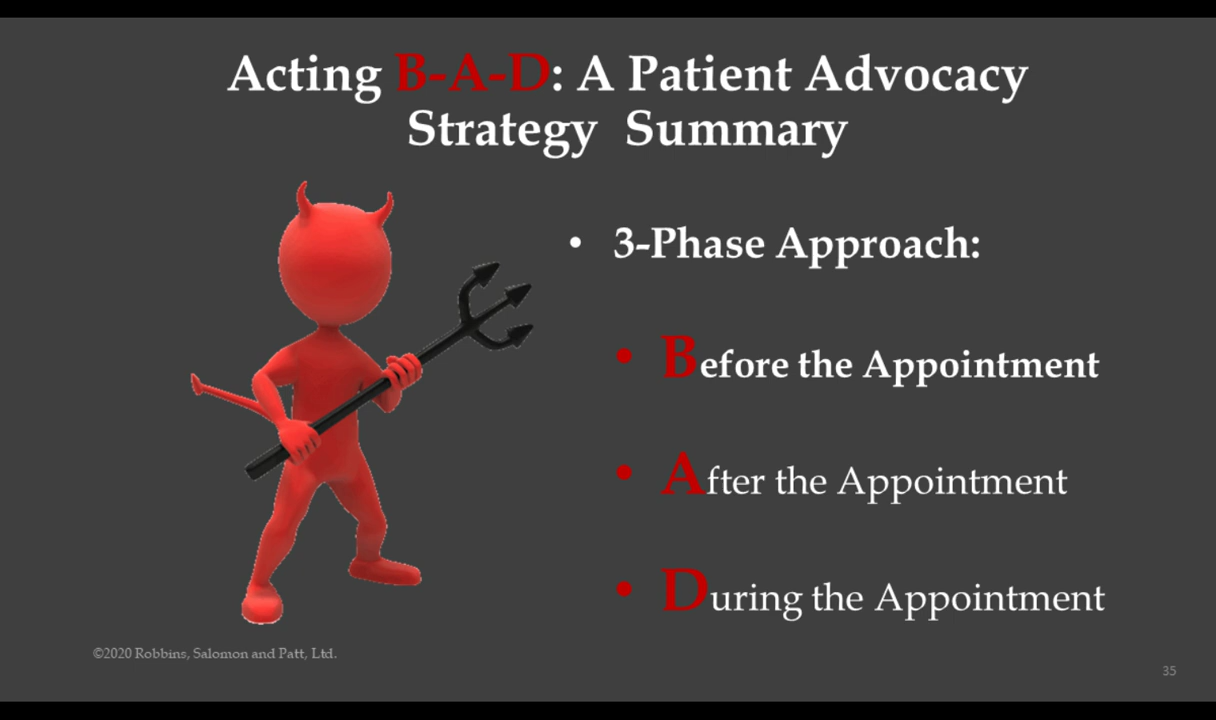 Acting B-A-D: A Patient Advocacy
Strategy Summary
• 3-Phase Approach:
• Before the Appointment
• After the Appointment
• During the Appointment
©2020 Robbins, Salomon and Patt, Ltd.
35